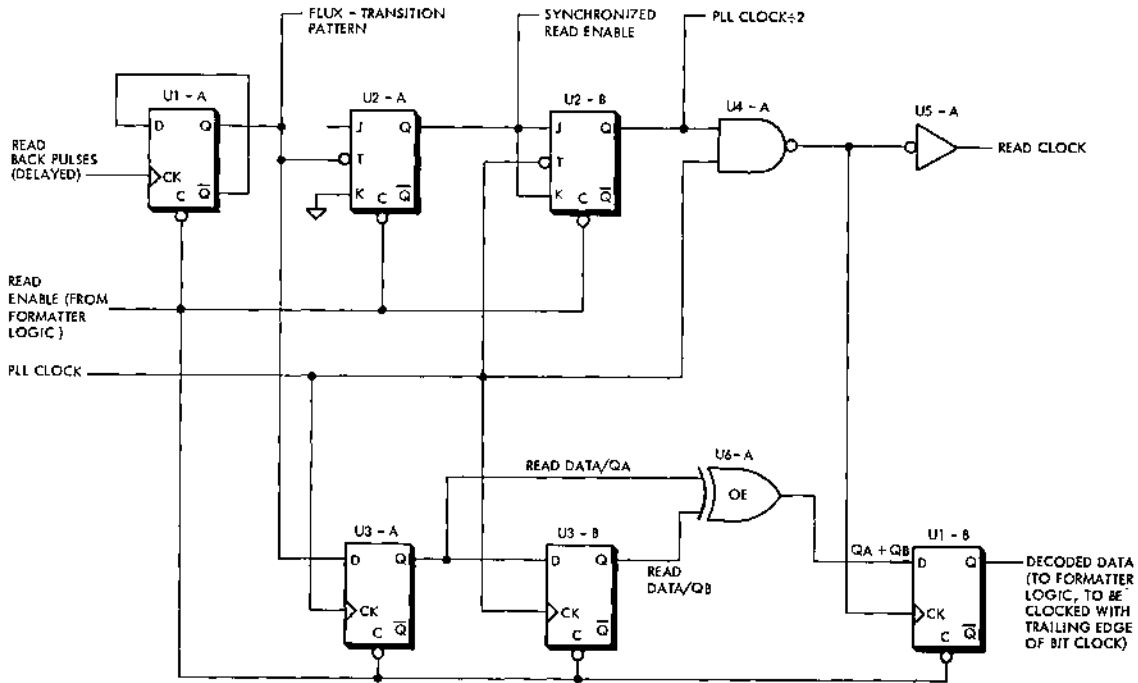 FLUX - TRANSITION
PATTERN
SYNCHRONIZED
READ ENABLE
PLL CLOCK÷2
U1 - A
U2 - A
U2 - B
U4 - A
U5 - A
D Q
CK
C Q̅
J Q
T
K
C Q̅
J Q
T
K
C Q̅
READ
BACK PULSES
(DELAYED)
READ CLOCK
READ
ENABLE (FROM
FORMATTER
LOGIC )
PLL CLOCK
READ DATA/QA
U6 - A
OE
U3 - A
U3 - B
U1 - B
D Q
CK
C Q̅
D Q
CK
C Q̅
READ
DATA/QB
QA + QB
D Q
CK
C Q̅
DECODED DATA
(TO FORMATTER
LOGIC, TO BE
CLOCKED WITH
TRAILING EDGE
OF BIT CLOCK)